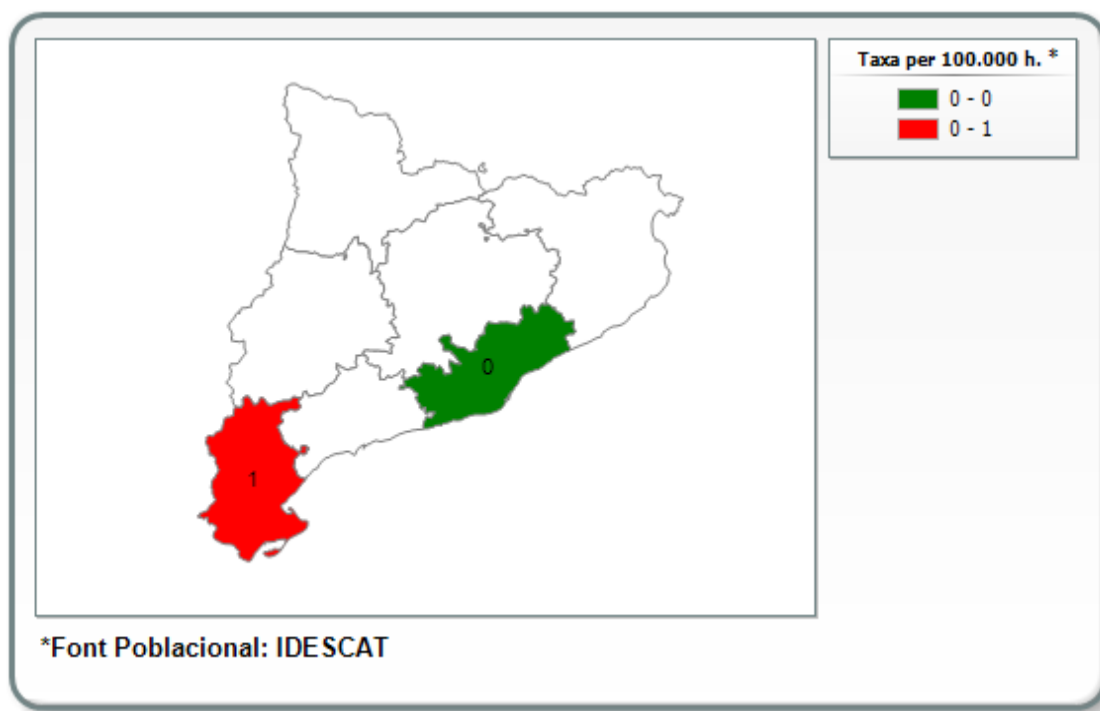 Taxa per 100.000 h. *
0 - 0
0 - 1
0
1
*Font Poblacional: IDESCAT